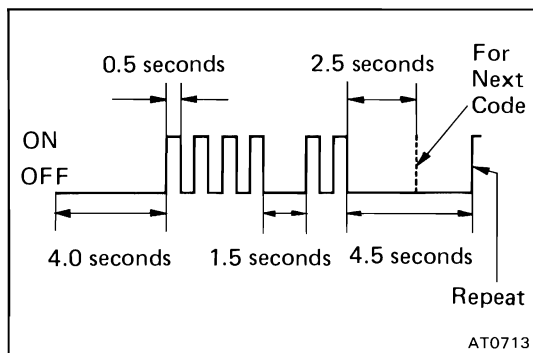 0.5 seconds
2.5 seconds
For
Next
Code
ON
OFF
4.0 seconds
1.5 seconds
4.5 seconds
Repeat
AT0713